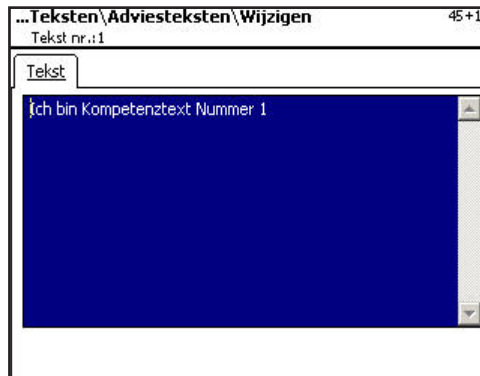 ...Teksten\Adviesteksten\Wijzigen 45+1
Tekst nr.:1
Tekst
Ich bin Kompetenztext Nummer 1